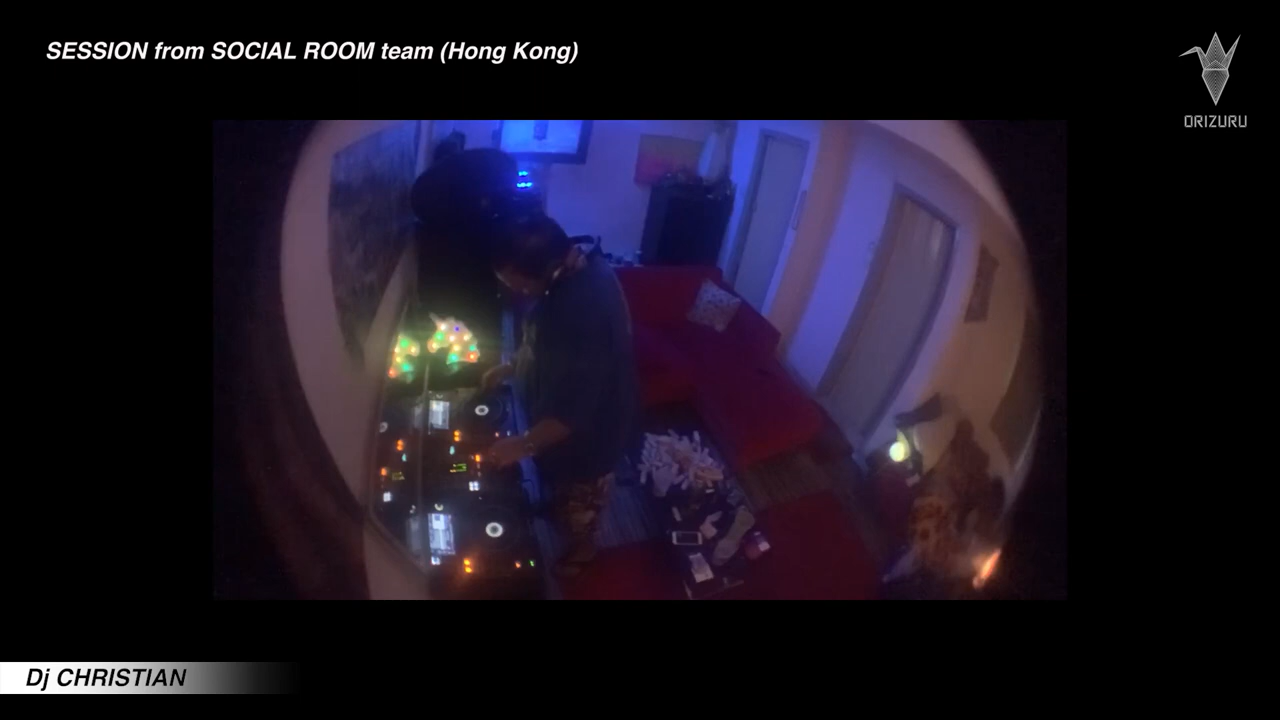 SESSION from SOCIAL ROOM team (Hong Kong)
ORIZURU
Dj CHRISTIAN